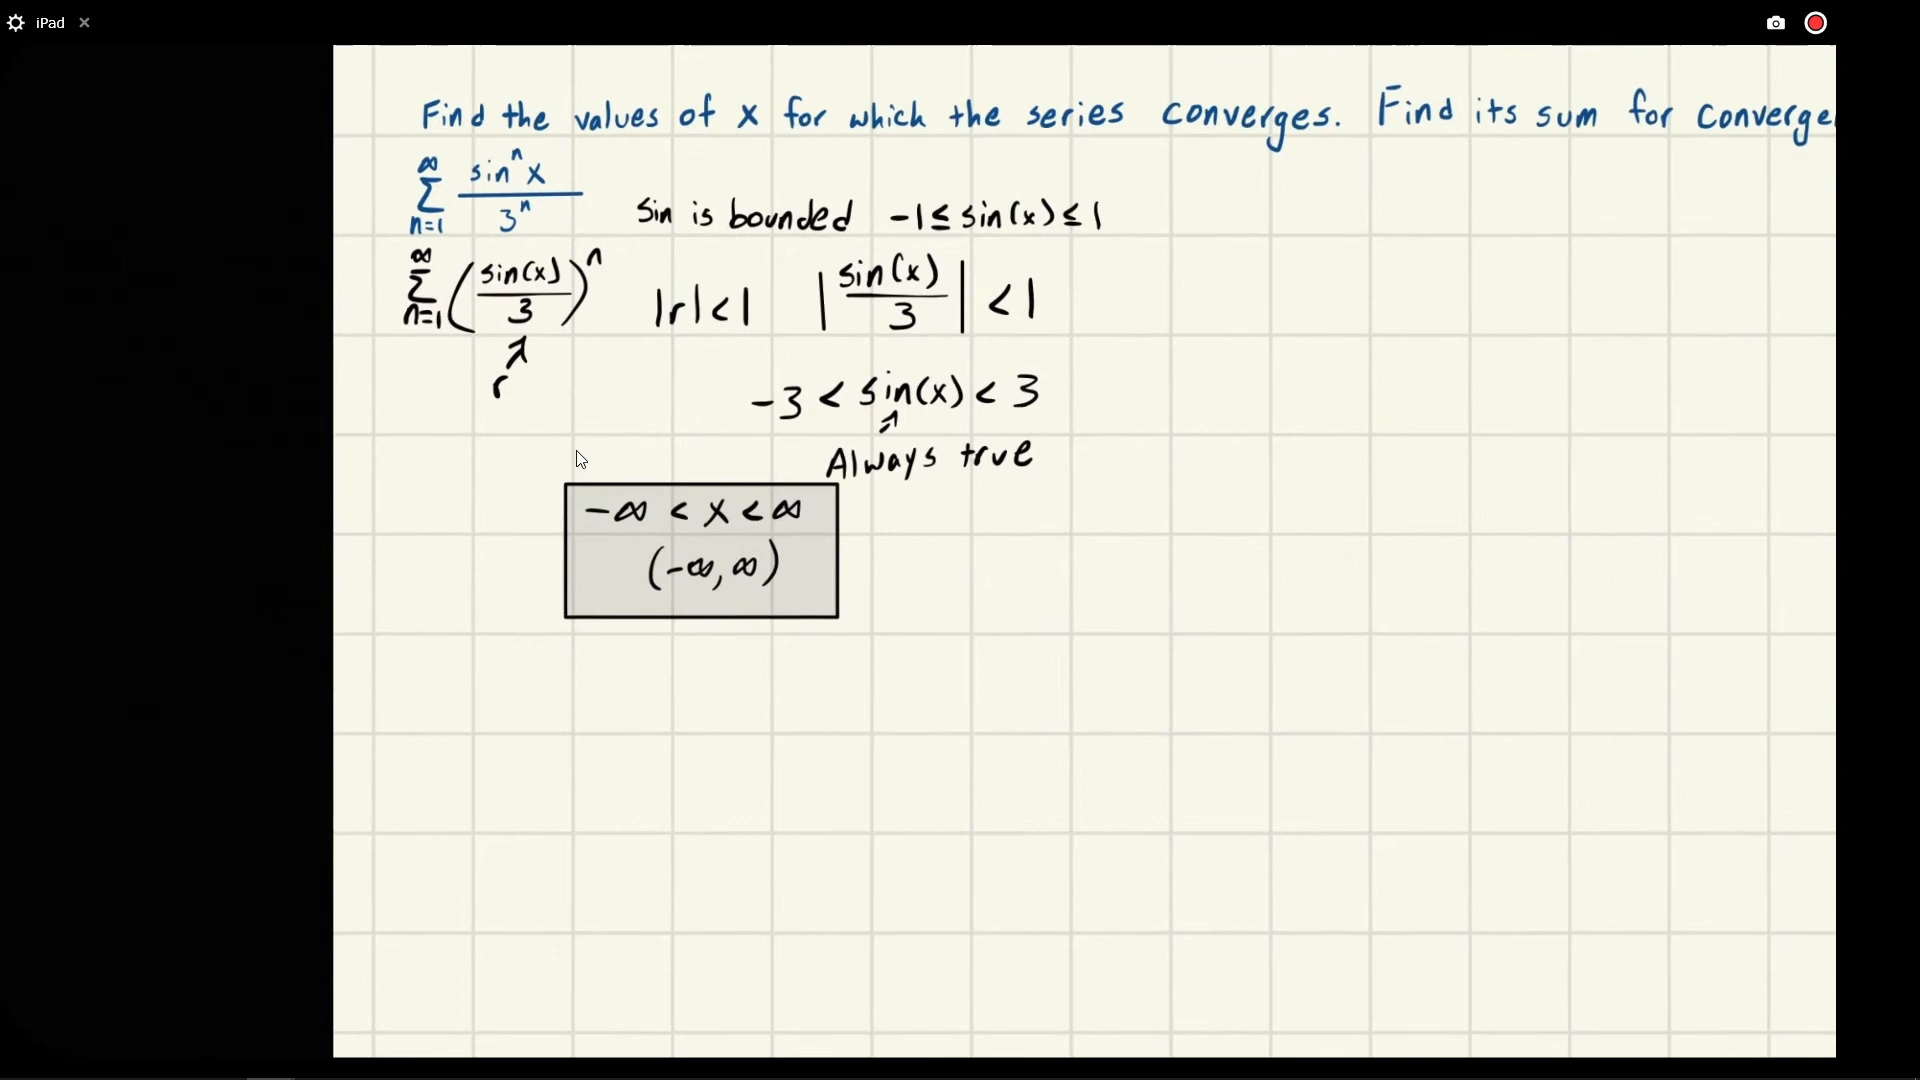 iPad
Find the values of x for which the series converges. Find its sum for converge
∞ Σ n=1 sinⁿx / 3ⁿ
Sin is bounded -1 ≤ sin(x) ≤ 1
∞ Σ n=1 (sin(x)/3)ⁿ |r| < 1 |sin(x)/3| < 1
r
-3 < sin(x) < 3
Always true
-∞ < x < ∞
(-∞, ∞)